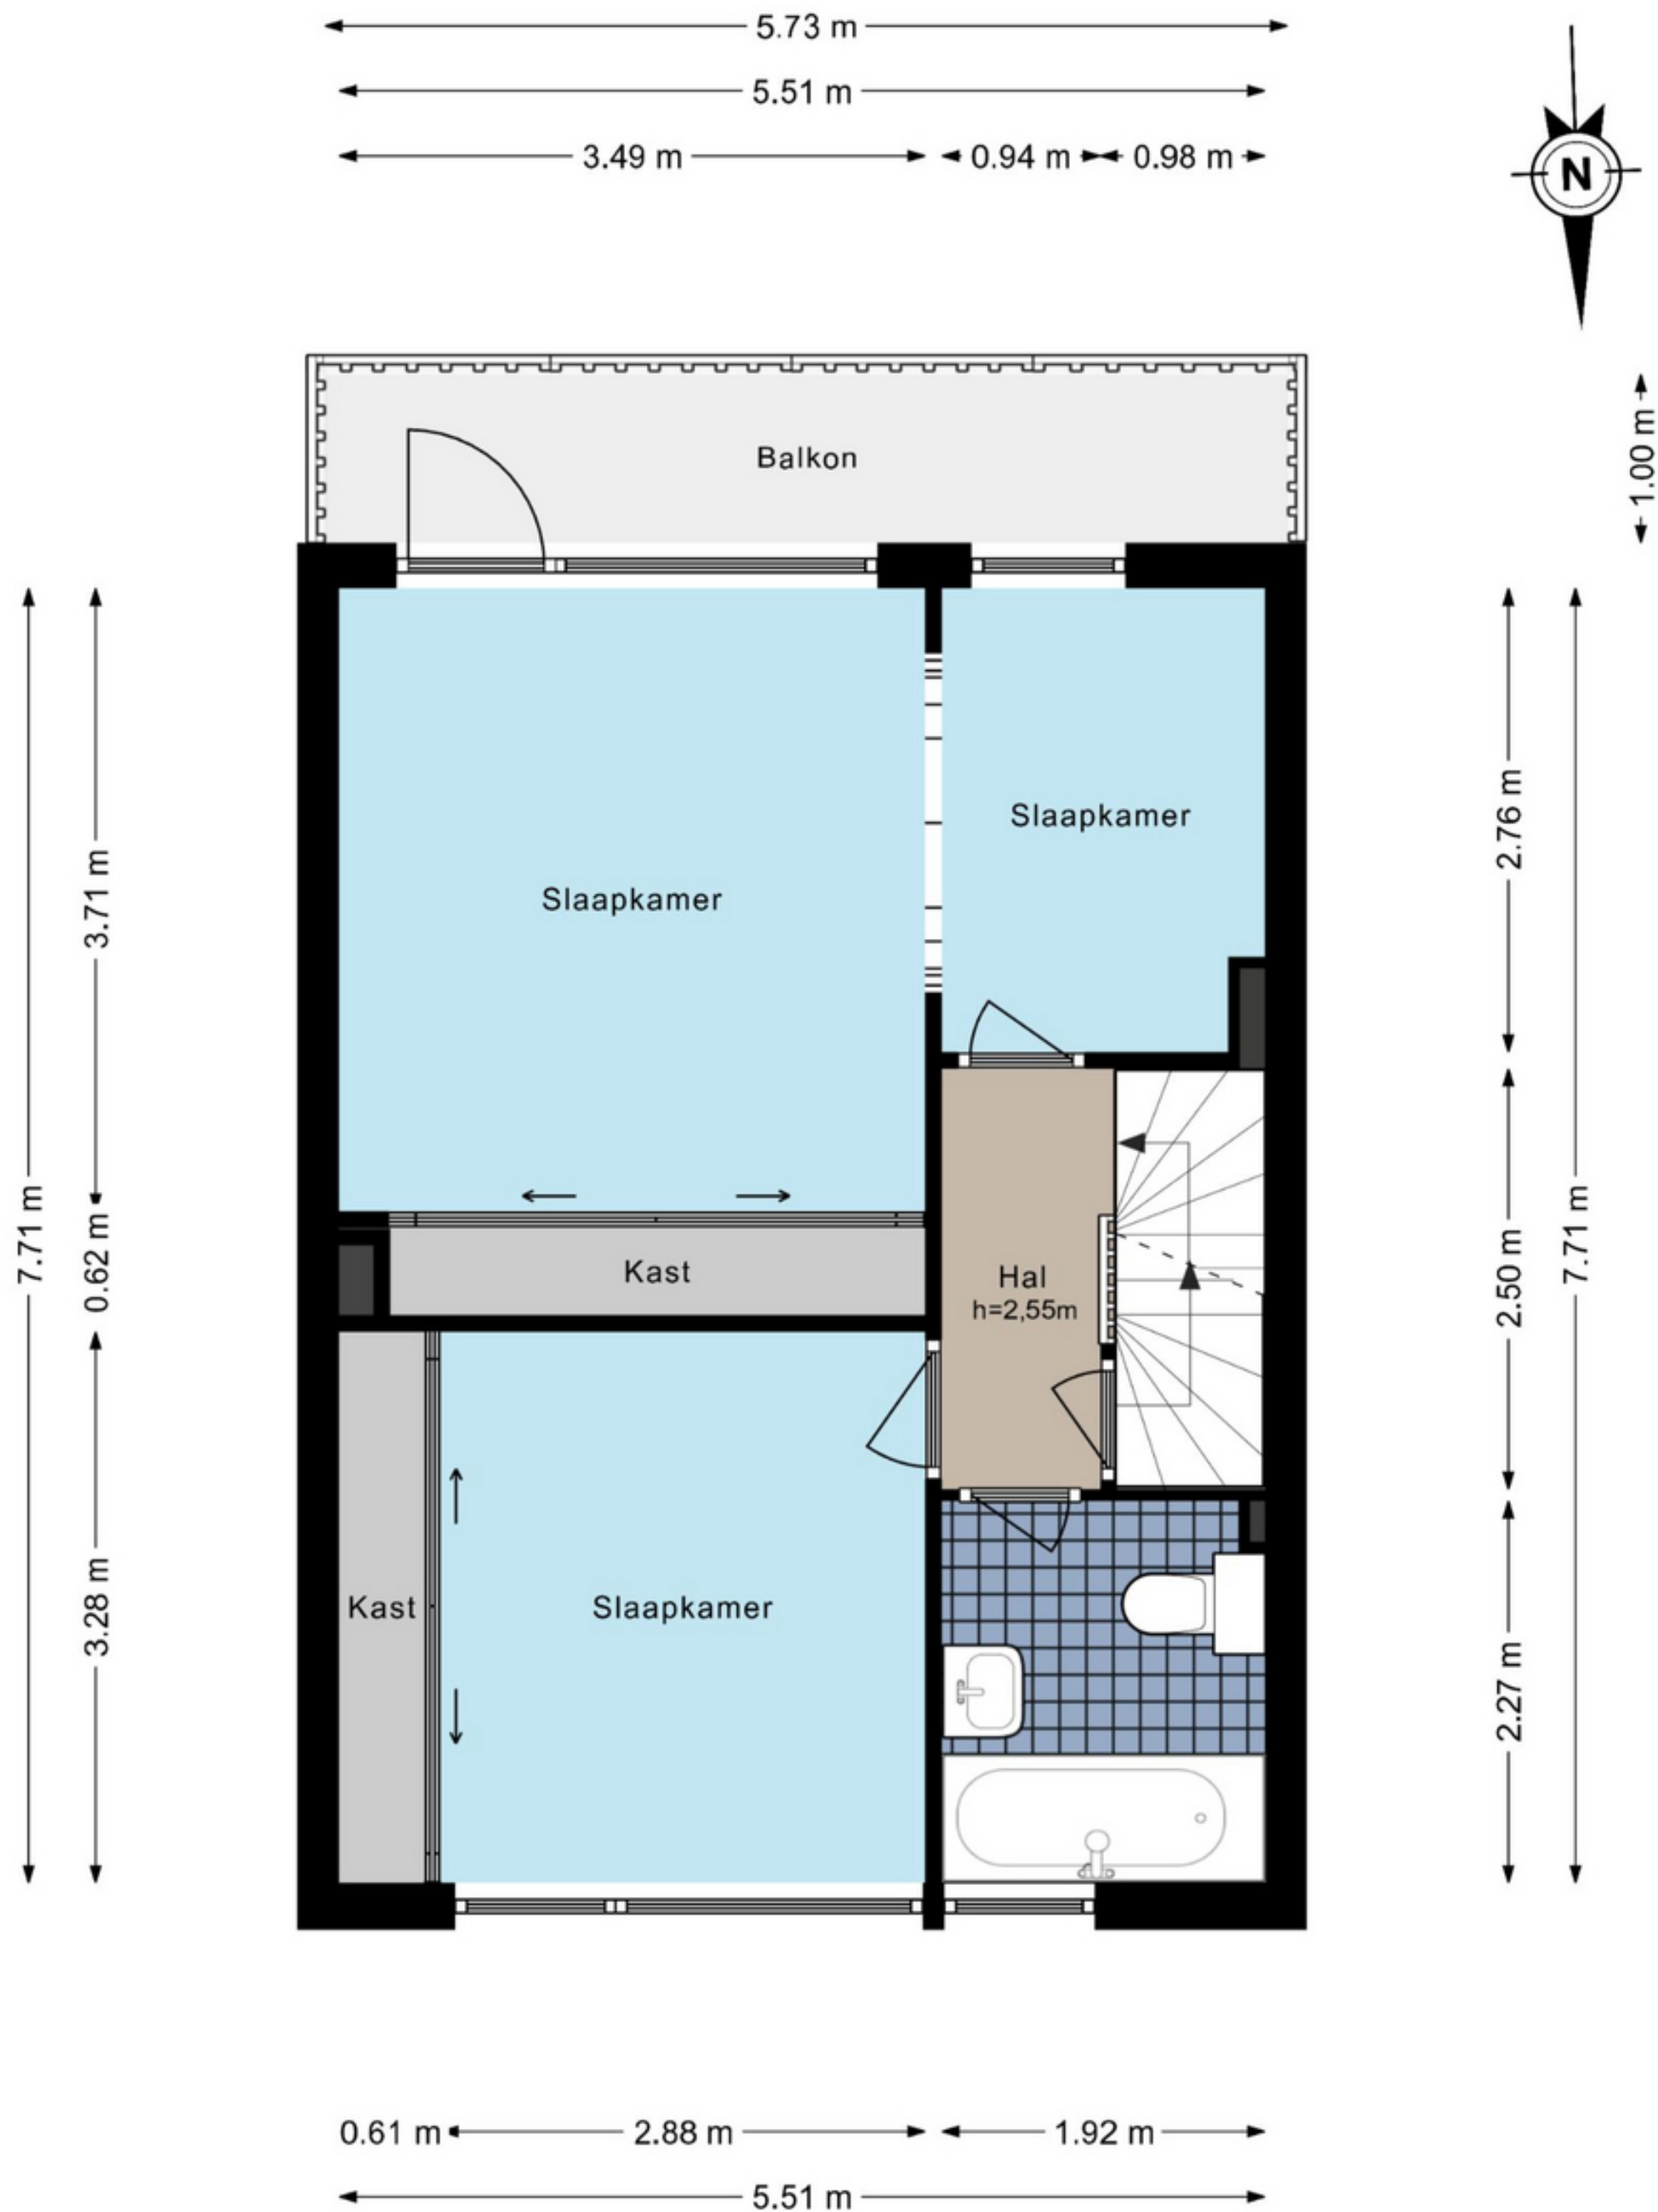 5.73 m
5.51 m
3.49 m
0.94 m
0.98 m
N
1.00 m
Balkon
Slaapkamer
Slaapkamer
2.76 m
3.71 m
7.71 m
0.62 m
Kast
Hal
h=2,55m
2.50 m
7.71 m
3.28 m
Kast
Slaapkamer
2.27 m
0.61 m
2.88 m
1.92 m
5.51 m